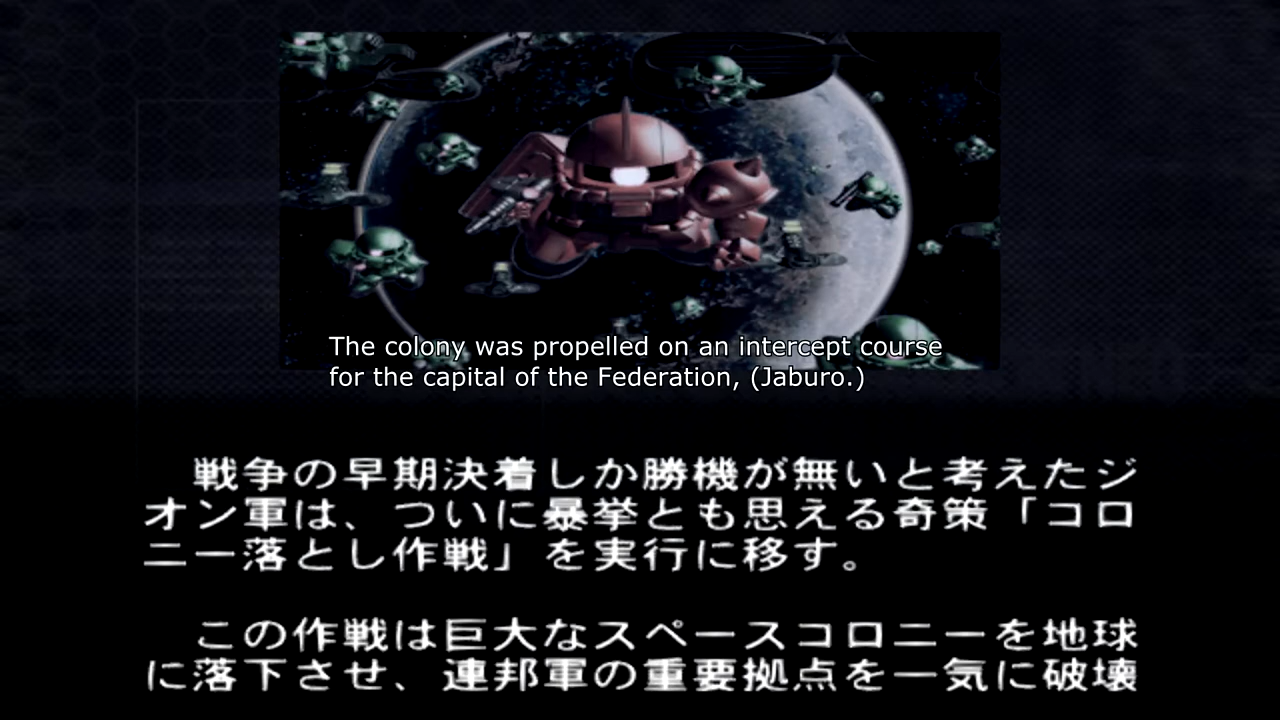 The colony was propelled on an intercept course
for the capital of the Federation, (Jaburo.)
戦争の早期決着しか勝機が無いと考えたジ
オン軍は、ついに暴挙とも思える奇策「コロ
ニー落とし作戦」を実行に移す。
この作戦は巨大なスペースコロニーを地球
に落下させ、連邦軍の重要拠点を一気に破壊